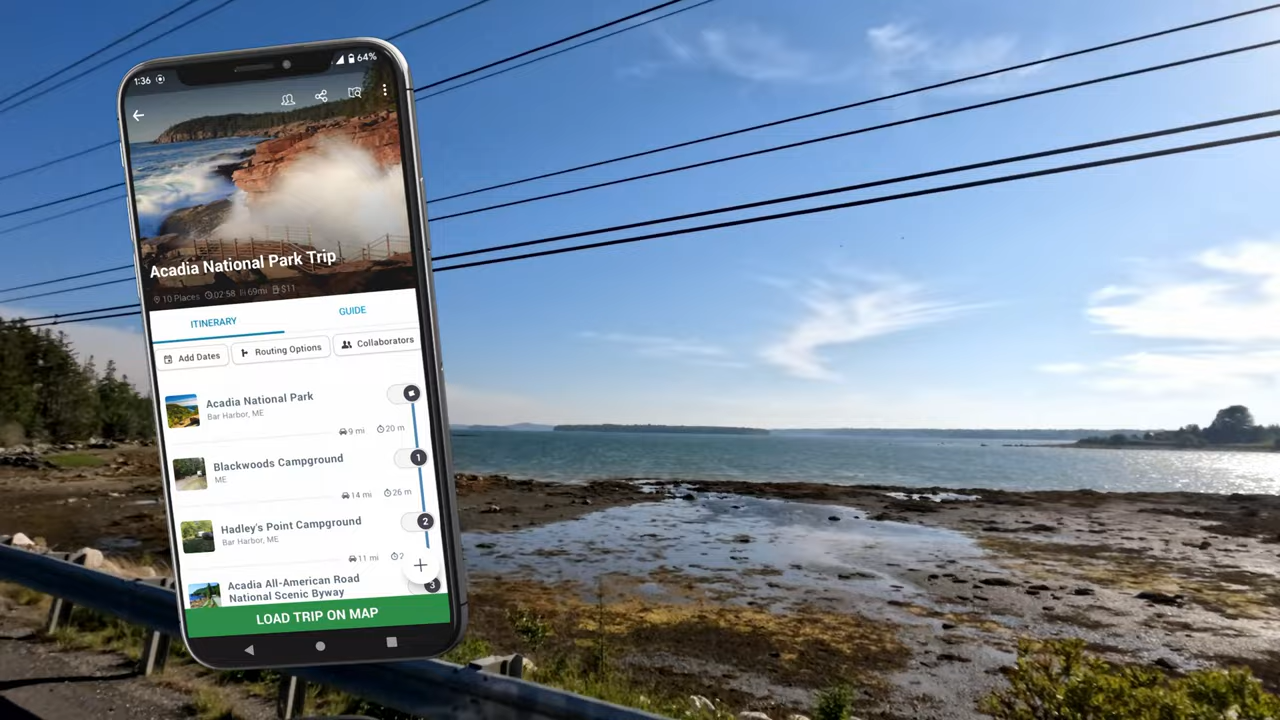 1:36
64%
Acadia National Park Trip
10 Places 02:58 69mi $11
ITINERARY
GUIDE
Add Dates
Routing Options
Collaborators
Acadia National Park
Bar Harbor, ME
9 mi 20 m
Blackwoods Campground
ME
1
14 mi 26 m
Hadley's Point Campground
Bar Harbor, ME
2
11 mi 2
Acadia All-American Road
National Scenic Byway
3
LOAD TRIP ON MAP